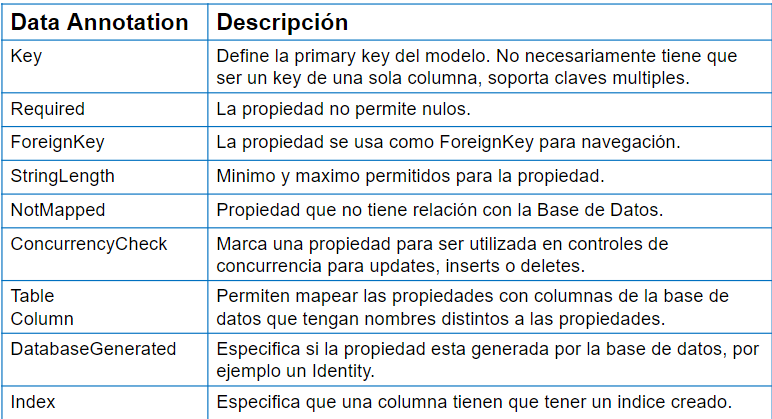 Data Annotation Descripción
Key Define la primary key del modelo. No necesariamente tiene que
ser un key de una sola columna, soporta claves multiples.
Required La propiedad no permite nulos.
ForeignKey La propiedad se usa como ForeignKey para navegación.
StringLength Minimo y maximo permitidos para la propiedad.
NotMapped Propiedad que no tiene relación con la Base de Datos.
ConcurrencyCheck Marca una propiedad para ser utilizada en controles de
concurrencia para updates, inserts o deletes.
Table Permiten mapear las propiedades con columnas de la base de
Column datos que tengan nombres distintos a las propiedades.
DatabaseGenerated Especifica si la propiedad esta generada por la base de datos, por
ejemplo un Identity.
Index Especifica que una columna tienen que tener un indice creado.